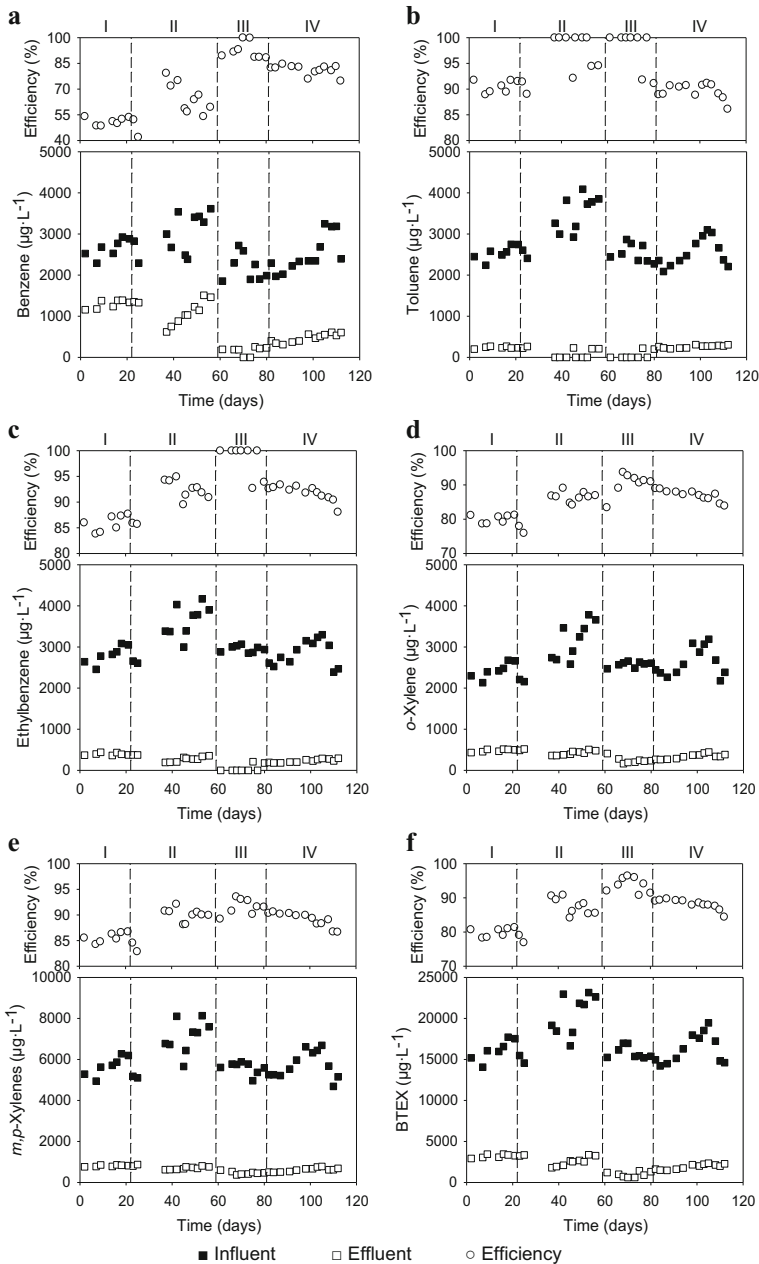 a
I II III IV
100
85
70
55
40
Efficiency (%)
5000
4000
3000
2000
1000
0
Benzene (µg·L-1)
0 20 40 60 80 100 120
Time (days)
b
I II III IV
100
95
90
85
80
Efficiency (%)
5000
4000
3000
2000
1000
0
Toluene (µg·L-1)
0 20 40 60 80 100 120
Time (days)
c
I II III IV
100
95
90
85
80
Efficiency (%)
5000
4000
3000
2000
1000
0
Ethylbenzene (µg·L-1)
0 20 40 60 80 100 120
Time (days)
d
I II III IV
100
90
80
70
Efficiency (%)
5000
4000
3000
2000
1000
0
o-Xylene (µg·L-1)
0 20 40 60 80 100 120
Time (days)
e
I II III IV
100
95
90
85
80
Efficiency (%)
10000
8000
6000
4000
2000
0
m,p-Xylenes (µg·L-1)
0 20 40 60 80 100 120
Time (days)
f
I II III IV
100
90
80
70
Efficiency (%)
25000
20000
15000
10000
5000
0
BTEX (µg·L-1)
0 20 40 60 80 100 120
Time (days)
Influent Effluent Efficiency